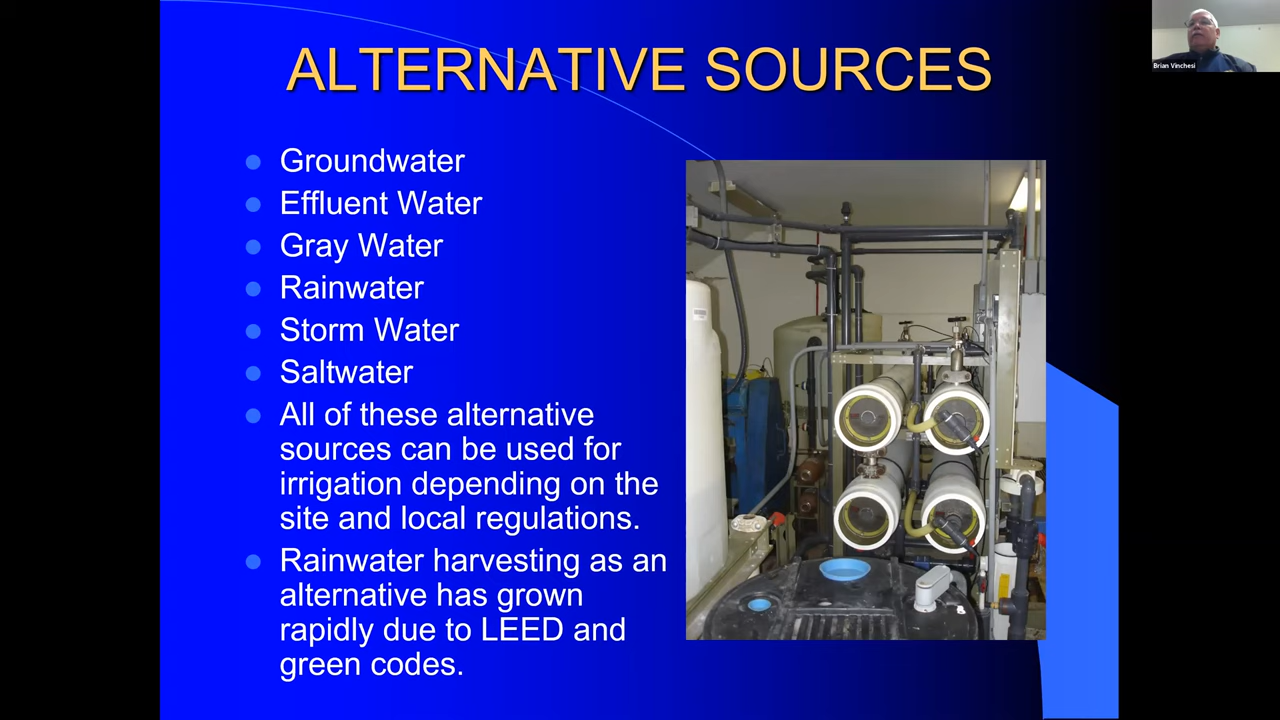 ALTERNATIVE SOURCES
Brian Vinchesi
Groundwater
Effluent Water
Gray Water
Rainwater
Storm Water
Saltwater
All of these alternative
sources can be used for
irrigation depending on the
site and local regulations.
Rainwater harvesting as an
alternative has grown
rapidly due to LEED and
green codes.